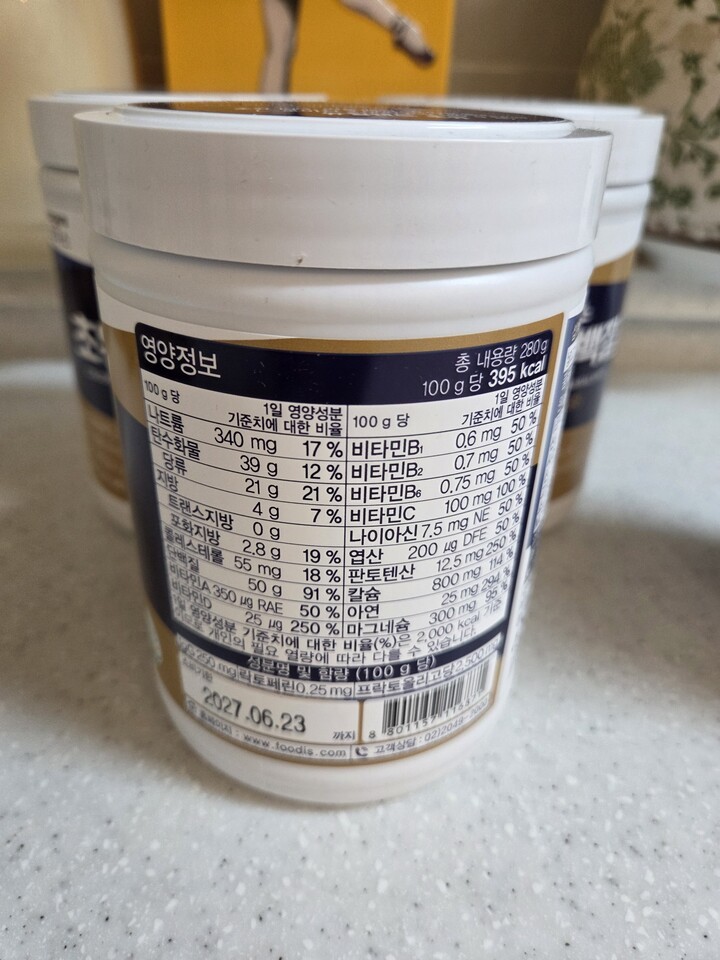 영양정보
총 내용량 280g
100 g 당 395 kcal
100 g 당 1일 영양성분 기준치에 대한 비율
나트륨 340 mg 17 %
탄수화물 39 g 12 %
당류 21 g 21 %
지방 4 g 7 %
트랜스지방 0 g
포화지방 2.8 g 19 %
콜레스테롤 55 mg 18 %
단백질 50 g 91 %
비타민A 350 μg RAE 50 %
비타민D 25 μg 250 %
100 g 당 1일 영양성분 기준치에 대한 비율
비타민B₁ 0.6 mg 50 %
비타민B₂ 0.7 mg 50 %
비타민B₆ 0.75 mg 50 %
비타민C 100 mg 100 %
나이아신 7.5 mg NE 50 %
엽산 200 μg DFE 50 %
판토텐산 12.5 mg 250 %
칼슘 800 mg 114 %
아연 25 mg 294 %
마그네슘 300 mg 95 %
영양성분 기준치에 대한 비율(%)은 2,000 kcal 기준
개인의 필요 열량에 따라 다를 수 있습니다.
성분명 및 함량 (100 g 당)
250 mg 락토페린 0.25 mg 프락토올리고당 2,500 mg
2027.06.23 까지
홈페이지 : www.foodis.com
고객상담 : 02)2049-